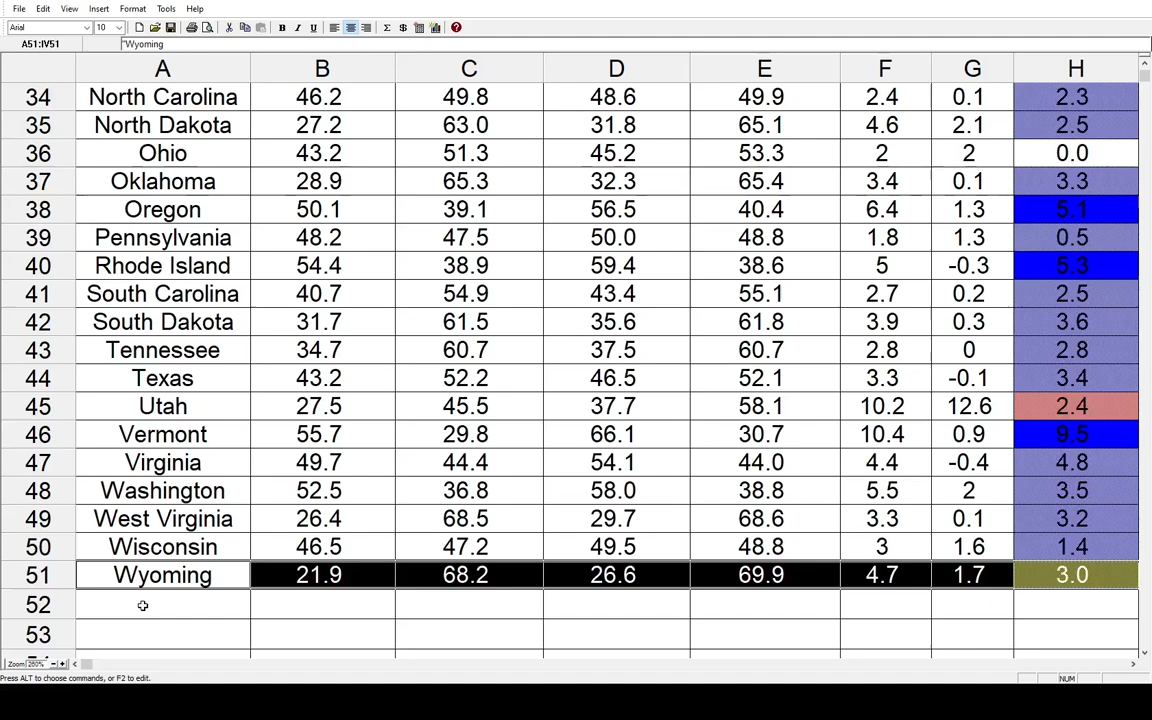 File Edit View Insert Format Tools Help
Arial 10 B I U Σ $ ?
A51:IV51 "Wyoming
A B C D E F G H
34 North Carolina 46.2 49.8 48.6 49.9 2.4 0.1 2.3
35 North Dakota 27.2 63.0 31.8 65.1 4.6 2.1 2.5
36 Ohio 43.2 51.3 45.2 53.3 2 2 0.0
37 Oklahoma 28.9 65.3 32.3 65.4 3.4 0.1 3.3
38 Oregon 50.1 39.1 56.5 40.4 6.4 1.3 5.1
39 Pennsylvania 48.2 47.5 50.0 48.8 1.8 1.3 0.5
40 Rhode Island 54.4 38.9 59.4 38.6 5 -0.3 5.3
41 South Carolina 40.7 54.9 43.4 55.1 2.7 0.2 2.5
42 South Dakota 31.7 61.5 35.6 61.8 3.9 0.3 3.6
43 Tennessee 34.7 60.7 37.5 60.7 2.8 0 2.8
44 Texas 43.2 52.2 46.5 52.1 3.3 -0.1 3.4
45 Utah 27.5 45.5 37.7 58.1 10.2 12.6 2.4
46 Vermont 55.7 29.8 66.1 30.7 10.4 0.9 9.5
47 Virginia 49.7 44.4 54.1 44.0 4.4 -0.4 4.8
48 Washington 52.5 36.8 58.0 38.8 5.5 2 3.5
49 West Virginia 26.4 68.5 29.7 68.6 3.3 0.1 3.2
50 Wisconsin 46.5 47.2 49.5 48.8 3 1.6 1.4
51 Wyoming 21.9 68.2 26.6 69.9 4.7 1.7 3.0
52
53
Zoom 260%
Press ALT to choose commands, or F2 to edit. NUM